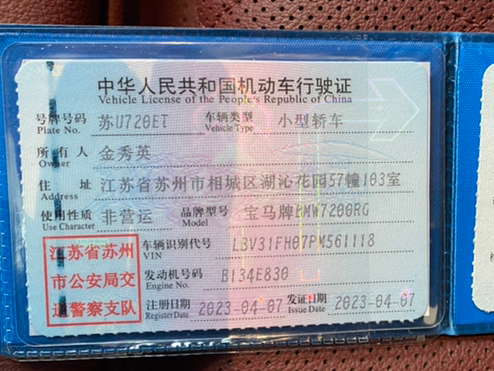 中华人民共和国机动车行驶证
Vehicle License of the People's Republic of China
号牌号码 苏U720ET 车辆类型 小型轿车
Plate No. Vehicle Type
所有人 金秀英
Owner
住址 江苏省苏州市相城区湖沁花园57幢103室
Address
使用性质 非营运 品牌型号 宝马牌BMW7200RG
Use Character Model
江苏省苏州
市公安局交
通警察支队
车辆识别代号 LBV31FH07PM561118
VIN
发动机号码 B134E830
Engine No.
注册日期 2023-04-07 发证日期 2023-04-07
Register Date Issue Date